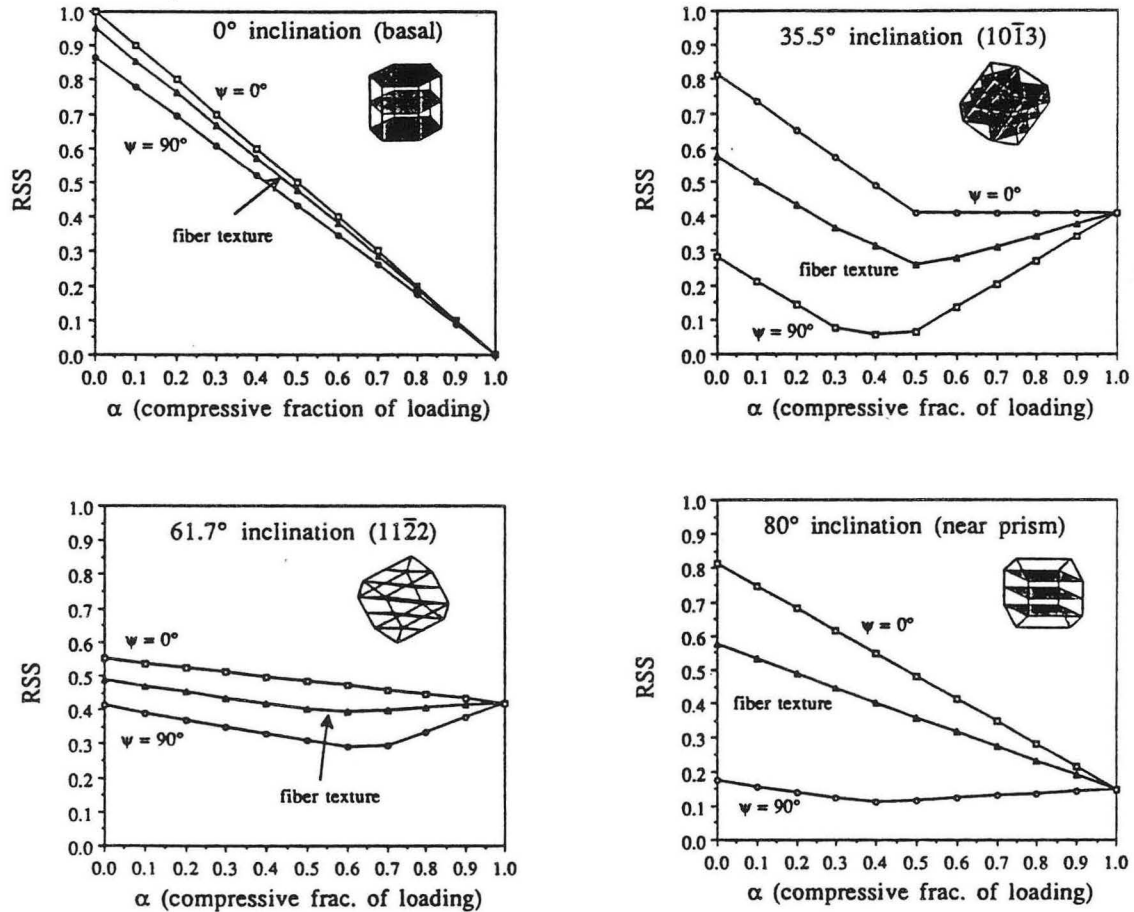 0° inclination (basal)
ψ = 0°
ψ = 90°
fiber texture
RSS
1.0
0.9
0.8
0.7
0.6
0.5
0.4
0.3
0.2
0.1
0.0
0.0 0.1 0.2 0.3 0.4 0.5 0.6 0.7 0.8 0.9 1.0
α (compressive fraction of loading)
35.5° inclination (101̄3)
ψ = 0°
fiber texture
ψ = 90°
RSS
1.0
0.9
0.8
0.7
0.6
0.5
0.4
0.3
0.2
0.1
0.0
0.0 0.1 0.2 0.3 0.4 0.5 0.6 0.7 0.8 0.9 1.0
α (compressive frac. of loading)
61.7° inclination (112̄2)
ψ = 0°
ψ = 90°
fiber texture
RSS
1.0
0.9
0.8
0.7
0.6
0.5
0.4
0.3
0.2
0.1
0.0
0.0 0.1 0.2 0.3 0.4 0.5 0.6 0.7 0.8 0.9 1.0
α (compressive frac. of loading)
80° inclination (near prism)
ψ = 0°
fiber texture
ψ = 90°
RSS
1.0
0.9
0.8
0.7
0.6
0.5
0.4
0.3
0.2
0.1
0.0
0.0 0.1 0.2 0.3 0.4 0.5 0.6 0.7 0.8 0.9 1.0
α (compressive frac. of loading)